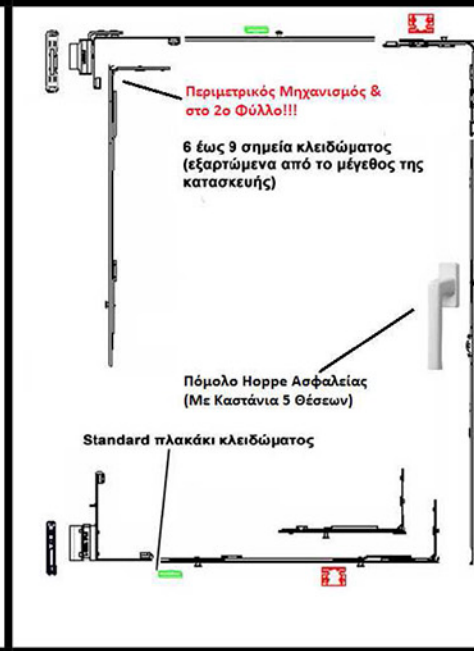 Περιμετρικός Μηχανισμός &
στο 2ο Φύλλο!!!
6 έως 9 σημεία κλειδώματος
(εξαρτώμενα από το μέγεθος της
κατασκευής)
Πόμολο Hoppe Ασφαλείας
(Με Καστάνια 5 Θέσεων)
Standard πλακάκι κλειδώματος